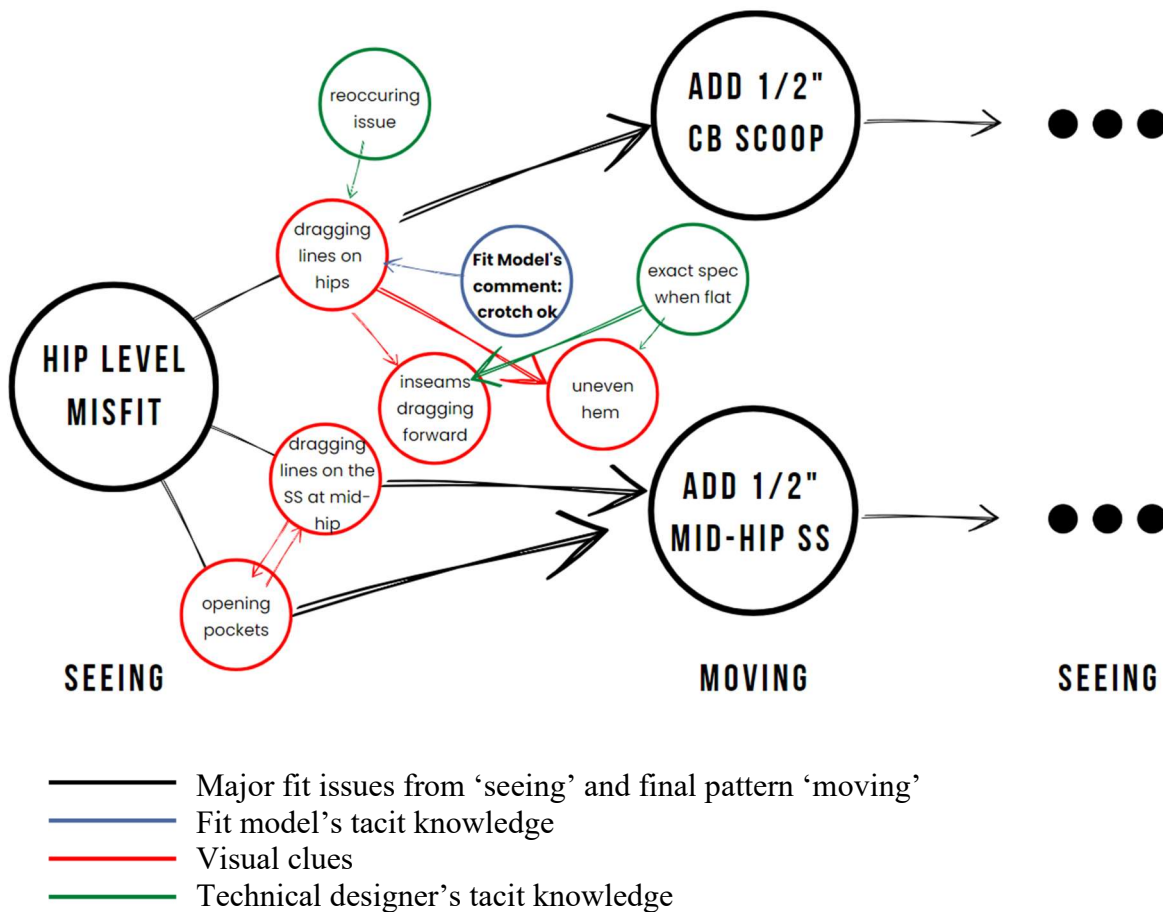 reoccuring
issue
ADD 1/2"
CB SCOOP
dragging
lines on
hips
Fit Model's
comment:
crotch ok
exact spec
when flat
HIP LEVEL
MISFIT
inseams
dragging
forward
uneven
hem
dragging
lines on the
SS at mid-
hip
ADD 1/2"
MID-HIP SS
opening
pockets
SEEING
MOVING
SEEING
Major fit issues from ‘seeing’ and final pattern ‘moving’
Fit model’s tacit knowledge
Visual clues
Technical designer’s tacit knowledge